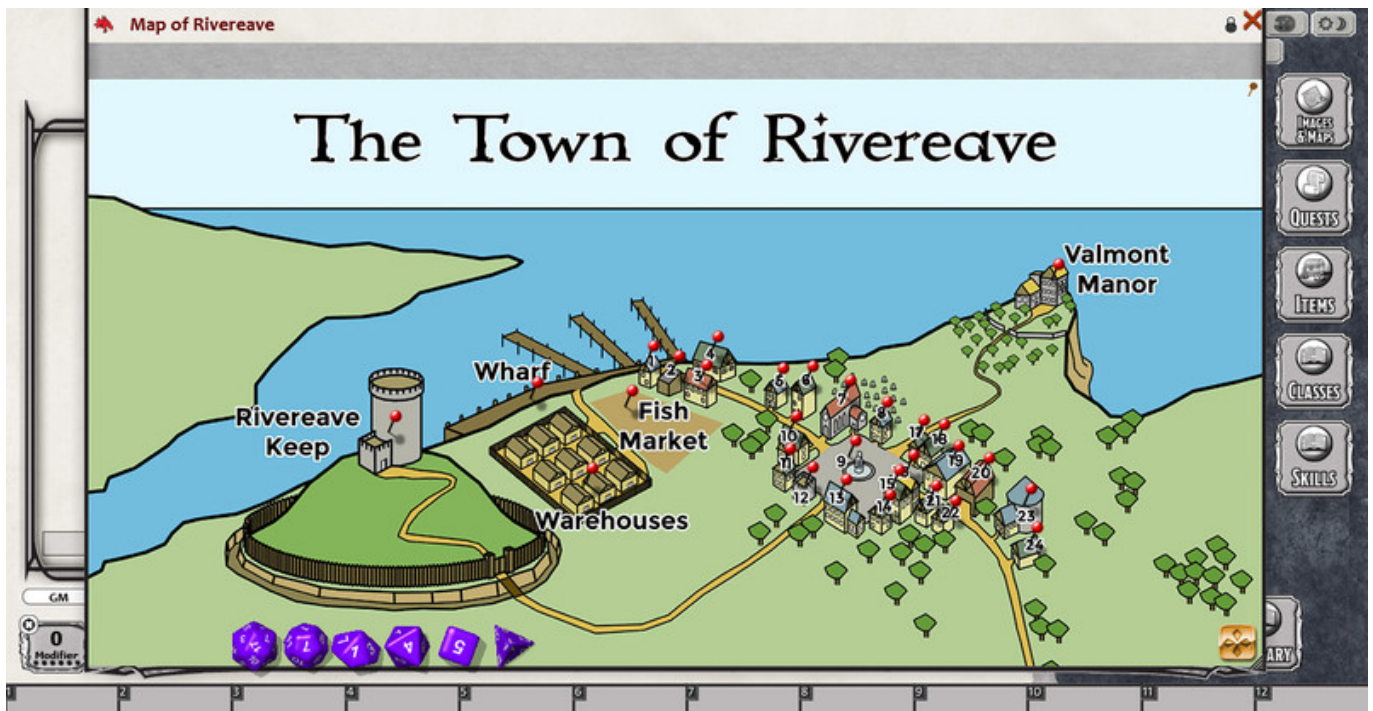 Map of Rivereave
The Town of Rivereave
Valmont
Manor
Wharf
Rivereave
Keep
Fish
Market
Warehouses
1
2
3
4
5
6
7
8
9
10
11
12
13
14
15
17
18
19
20
21
22
23
24
IMAGES
& MAPS
QUESTS
ITEMS
CLASSES
SKILLS
ARY
GM
0
Modifier
1
2
3
4
5
6
7
8
9
10
11
12